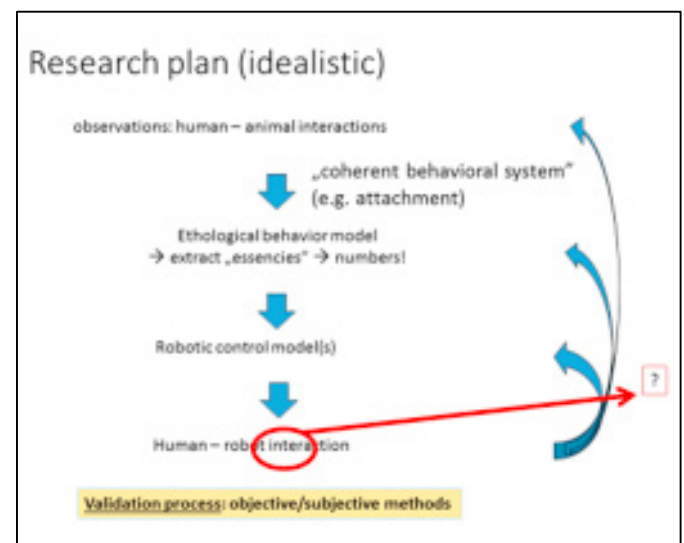 Research plan (idealistic)
observations: human – animal interactions
„coherent behavioral system”
(e.g. attachment)
Ethological behavior model
→ extract „essencies” → numbers!
Robotic control model(s)
?
Human – robot interaction
Validation process: objective/subjective methods